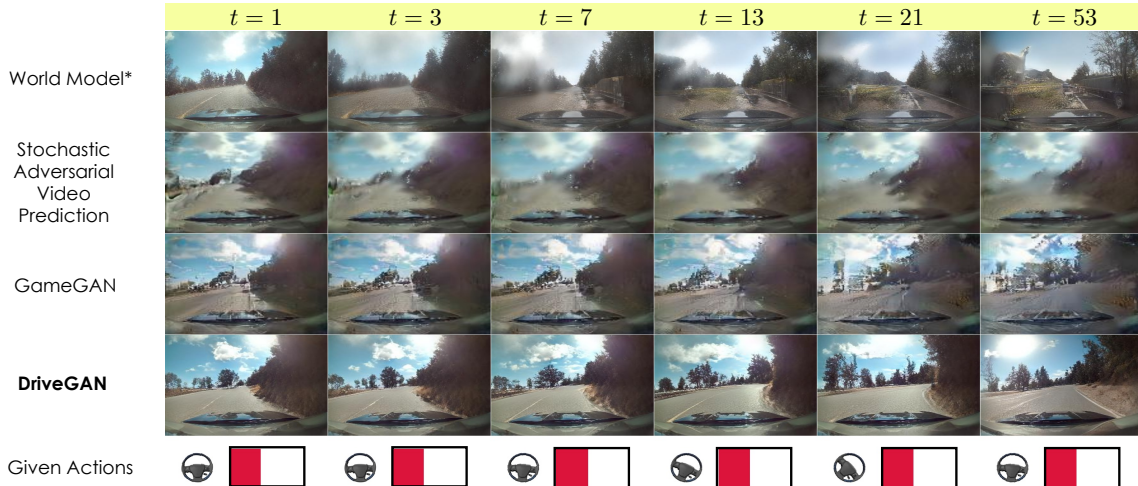 t = 1 t = 3 t = 7 t = 13 t = 21 t = 53
World Model*
Stochastic
Adversarial
Video
Prediction
GameGAN
DriveGAN
Given Actions